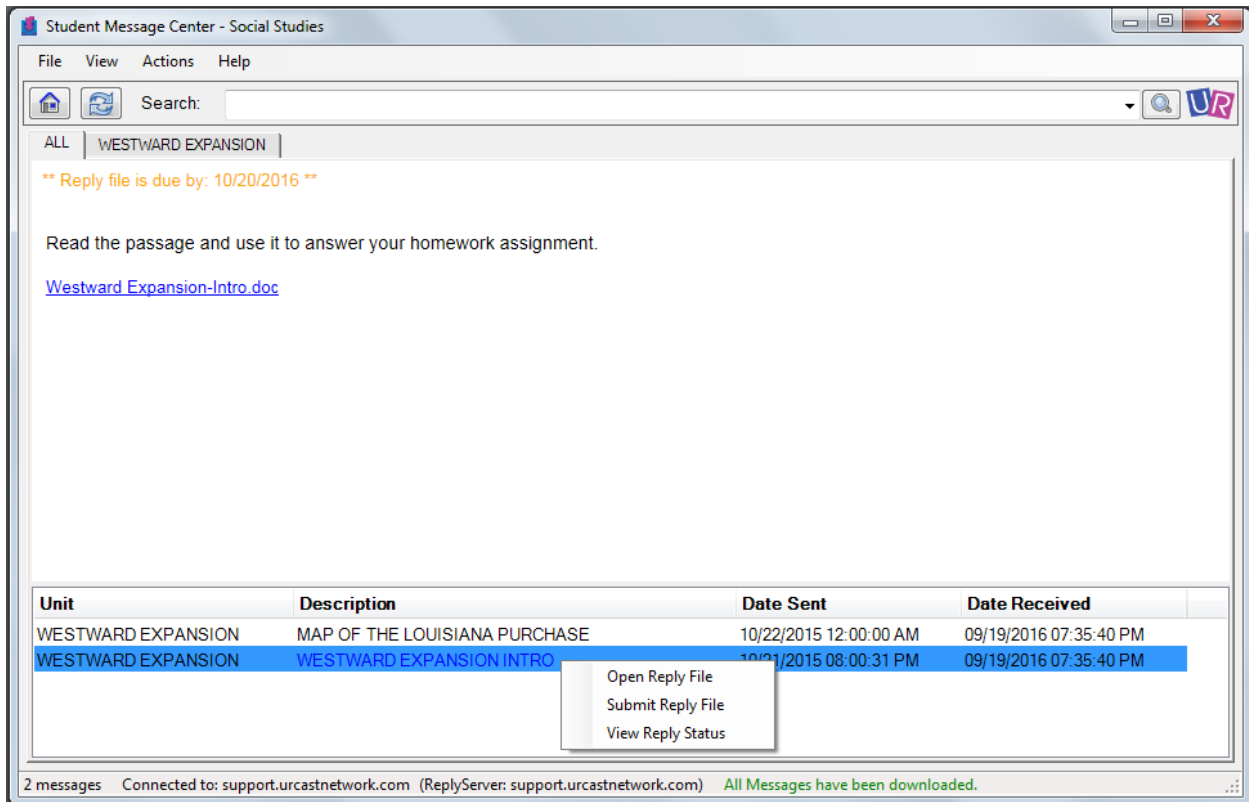 Student Message Center - Social Studies
File View Actions Help
Search:
UR
ALL WESTWARD EXPANSION
** Reply file is due by: 10/20/2016 **
Read the passage and use it to answer your homework assignment.
Westward Expansion-Intro.doc
Unit Description Date Sent Date Received
WESTWARD EXPANSION MAP OF THE LOUISIANA PURCHASE 10/22/2015 12:00:00 AM 09/19/2016 07:35:40 PM
WESTWARD EXPANSION WESTWARD EXPANSION INTRO 10/21/2015 08:00:31 PM 09/19/2016 07:35:40 PM
Open Reply File
Submit Reply File
View Reply Status
2 messages Connected to: support.urcastnetwork.com (ReplyServer: support.urcastnetwork.com) All Messages have been downloaded.